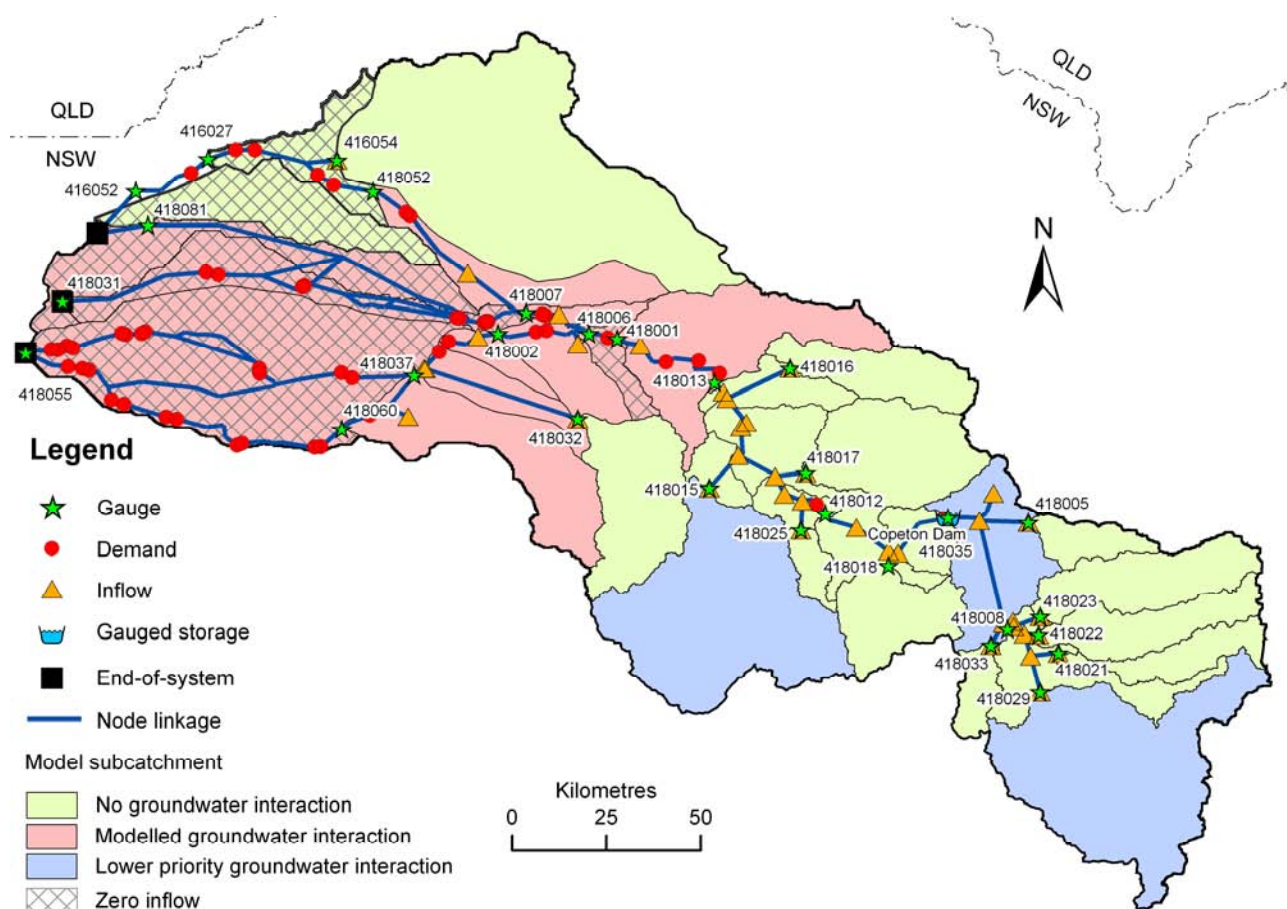 QLD
NSW
QLD
NSW
416027
416054
416052
418052
418081
N
418031
418007
418006
418001
418002
418016
418037
418013
418055
418060
418032
418017
418015
418012
418005
418025
Copeton Dam
418035
418018
418023
418008
418022
418033
418021
418029
Legend
Gauge
Demand
Inflow
Gauged storage
End-of-system
Node linkage
Model subcatchment
No groundwater interaction
Modelled groundwater interaction
Lower priority groundwater interaction
Zero inflow
Kilometres
0 25 50